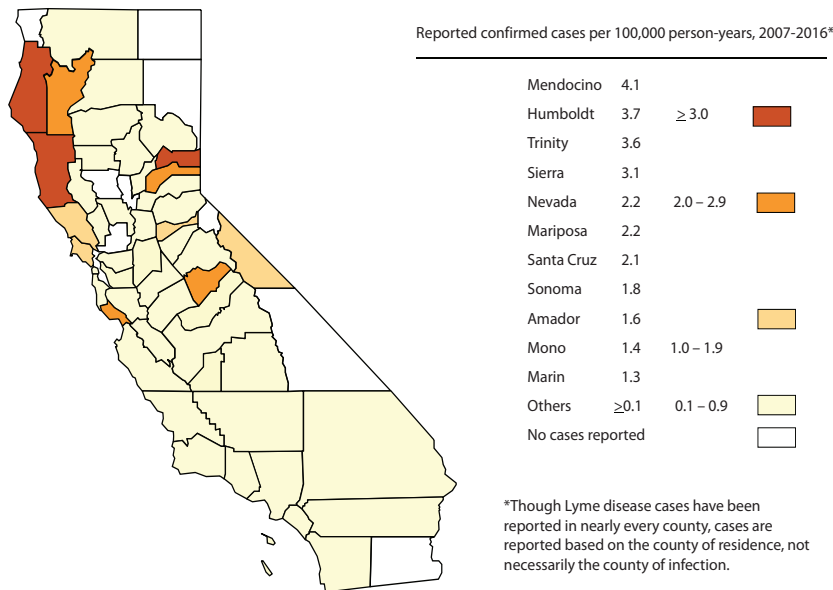 Reported confirmed cases per 100,000 person-years, 2007-2016*
Mendocino 4.1
Humboldt 3.7 ≥ 3.0
Trinity 3.6
Sierra 3.1
Nevada 2.2 2.0 – 2.9
Mariposa 2.2
Santa Cruz 2.1
Sonoma 1.8
Amador 1.6
Mono 1.4 1.0 – 1.9
Marin 1.3
Others ≥0.1 0.1 – 0.9
No cases reported
*Though Lyme disease cases have been
reported in nearly every county, cases are
reported based on the county of residence, not
necessarily the county of infection.